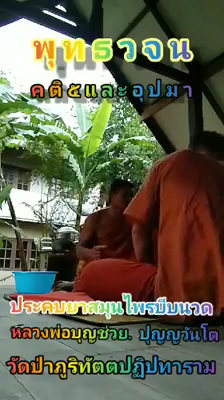 พุทธวจน
คติ๕และอุปมา
ประคบยาสมุนไพรบีบนวด
หลวงพ่อบุญช่วย. ปุญฺญวนฺโต
วัดป่าภูริทัตตปฏิปทาราม